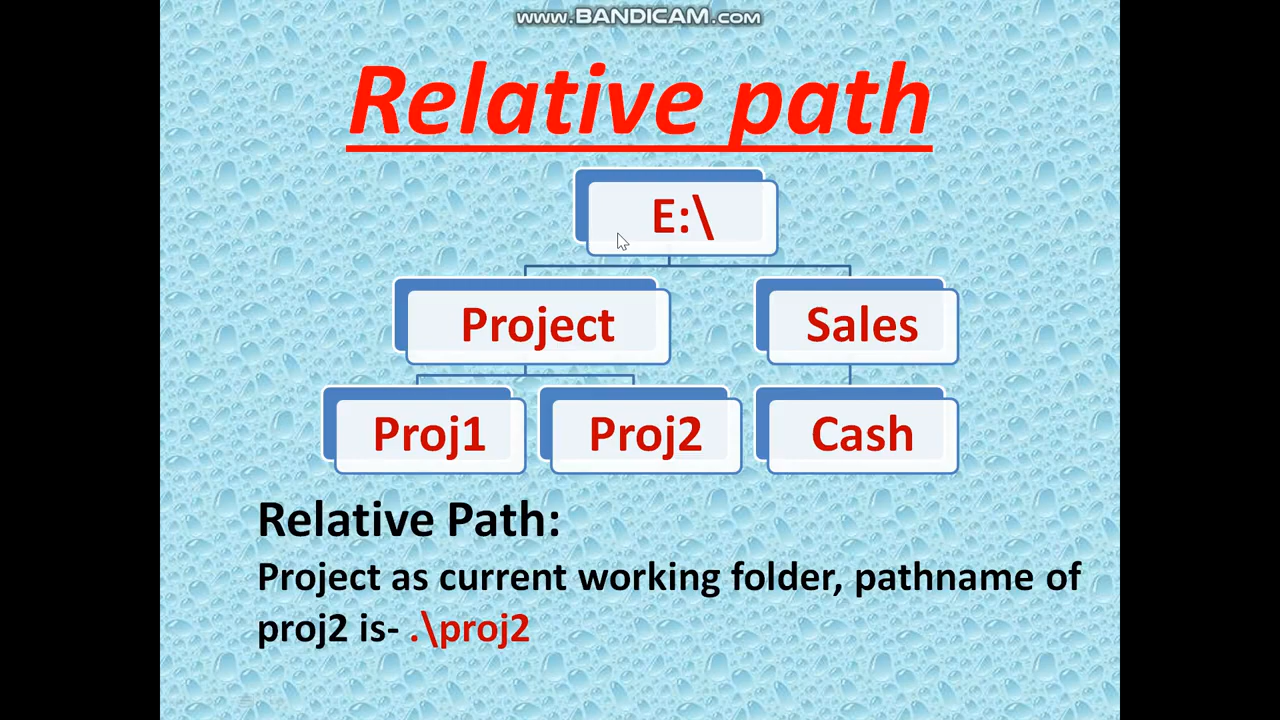 www.BANDICAM.com
Relative path
E:\
Project
Sales
Proj1
Proj2
Cash
Relative Path:
Project as current working folder, pathname of
proj2 is- .\proj2